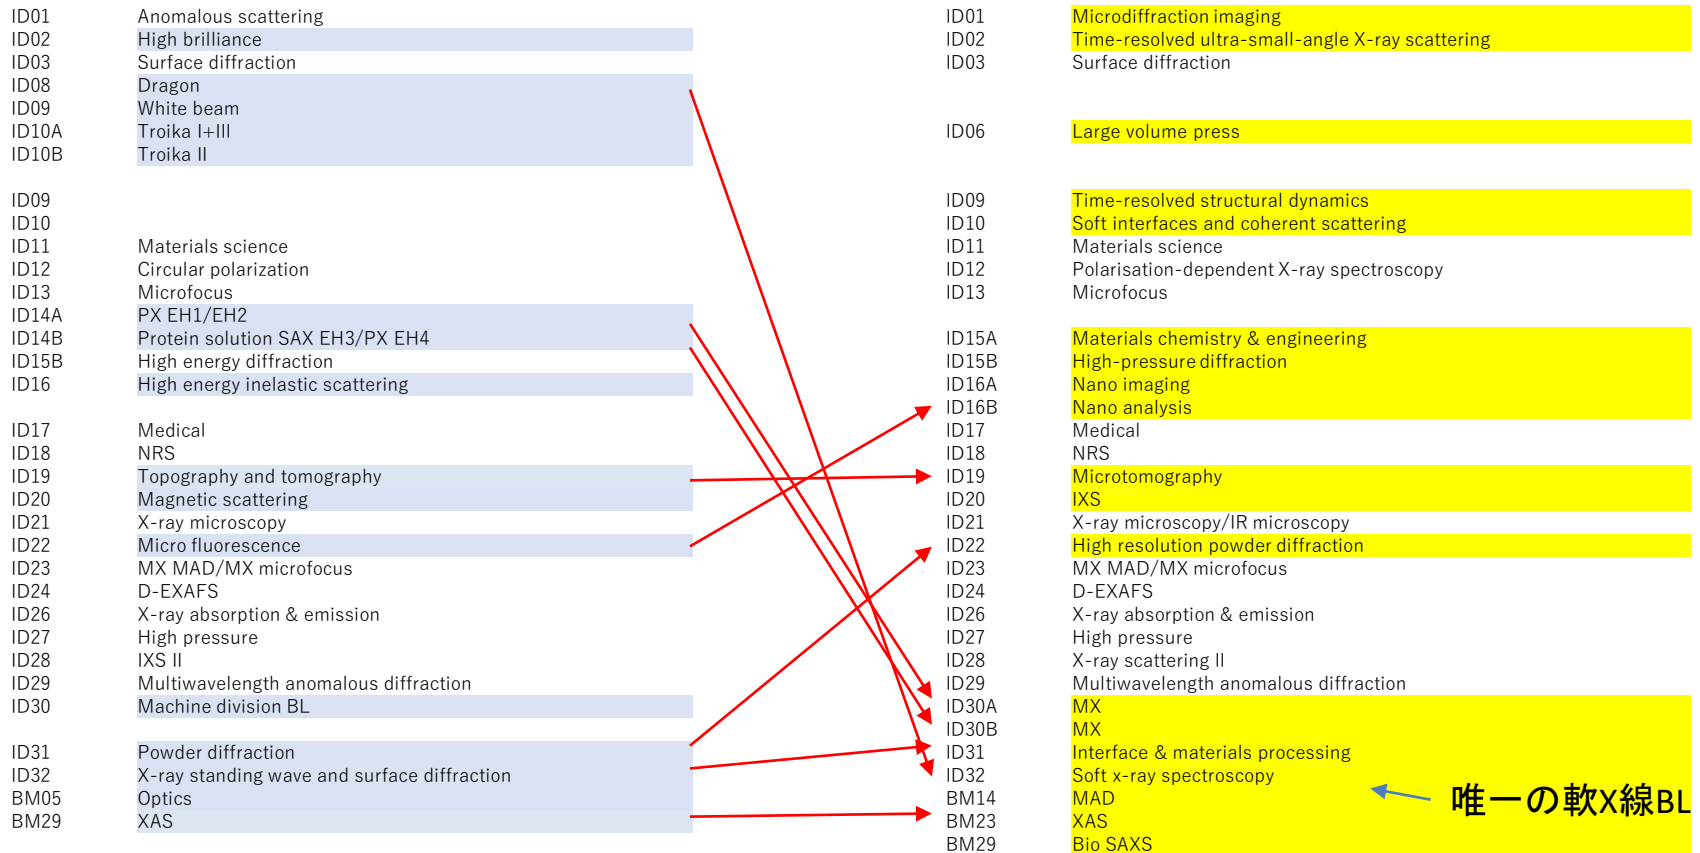 ID01 Anomalous scattering ID01 Microdiffraction imaging
ID02 High brilliance ID02 Time-resolved ultra-small-angle X-ray scattering
ID03 Surface diffraction ID03 Surface diffraction
ID08 Dragon
ID09 White beam
ID10A Troika I+III ID06 Large volume press
ID10B Troika II
ID09 ID09 Time-resolved structural dynamics
ID10 ID10 Soft interfaces and coherent scattering
ID11 Materials science ID11 Materials science
ID12 Circular polarization ID12 Polarisation-dependent X-ray spectroscopy
ID13 Microfocus ID13 Microfocus
ID14A PX EH1/EH2
ID14B Protein solution SAX EH3/PX EH4 ID15A Materials chemistry & engineering
ID15B High energy diffraction ID15B High-pressure diffraction
ID16 High energy inelastic scattering ID16A Nano imaging
ID16B Nano analysis
ID17 Medical ID17 Medical
ID18 NRS ID18 NRS
ID19 Topography and tomography ID19 Microtomography
ID20 Magnetic scattering ID20 IXS
ID21 X-ray microscopy ID21 X-ray microscopy/IR microscopy
ID22 Micro fluorescence ID22 High resolution powder diffraction
ID23 MX MAD/MX microfocus ID23 MX MAD/MX microfocus
ID24 D-EXAFS ID24 D-EXAFS
ID26 X-ray absorption & emission ID26 X-ray absorption & emission
ID27 High pressure ID27 High pressure
ID28 IXS II ID28 X-ray scattering II
ID29 Multiwavelength anomalous diffraction ID29 Multiwavelength anomalous diffraction
ID30 Machine division BL ID30A MX
ID30B MX
ID31 Powder diffraction ID31 Interface & materials processing
ID32 X-ray standing wave and surface diffraction ID32 Soft x-ray spectroscopy
BM05 Optics BM14 MAD 唯一の軟X線BL
BM29 XAS BM23 XAS
BM29 Bio SAXS